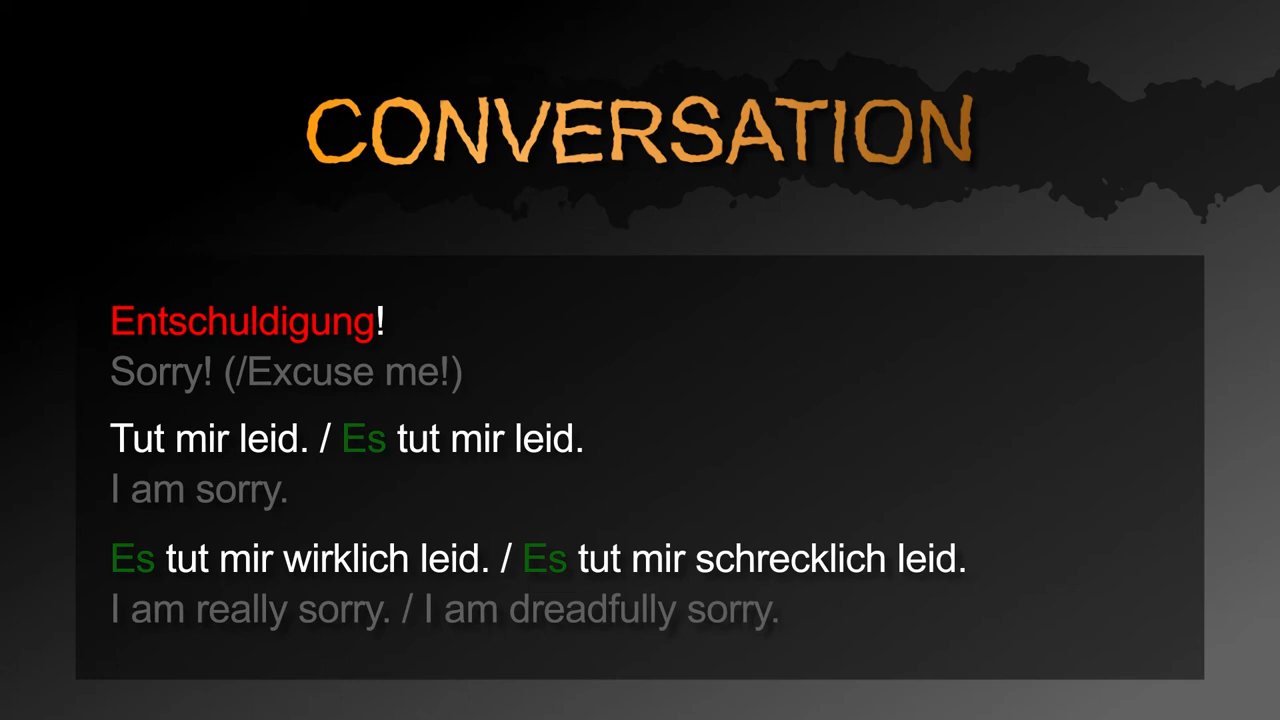 CONVERSATION
Entschuldigung!
Sorry! (/Excuse me!)
Tut mir leid. / Es tut mir leid.
I am sorry.
Es tut mir wirklich leid. / Es tut mir schrecklich leid.
I am really sorry. / I am dreadfully sorry.